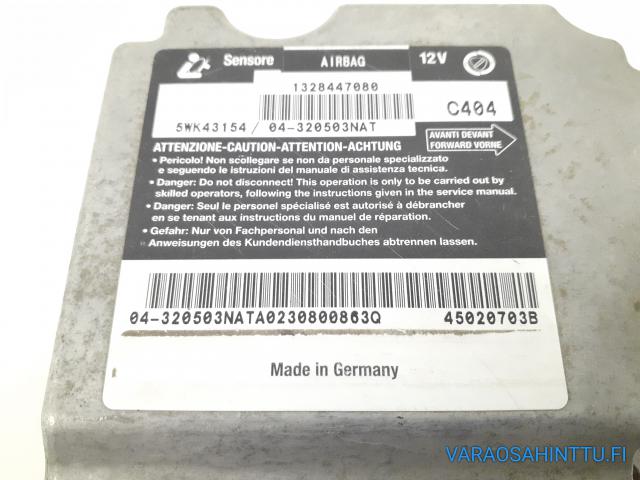 Sensore AIRBAG 12V
1328447080
C404
5WK43154 / 04-320503NAT
AVANTI DEVANT
FORWARD VORNE
ATTENZIONE-CAUTION-ATTENTION-ACHTUNG
• Pericolo! Non scollegare se non da personale specializzato
e seguendo le istruzioni del manuale di assistenza tecnica.
• Danger: Do not disconnect! This operation is only to be carried out by
skilled operators, following the instructions given in the service manual.
• Danger: Seul le personel spécialisé est autorisé à débrancher
en se tenant aux instructions du manuel de réparation.
• Gefahr: Nur von Fachpersonal und nach den
Anweisungen des Kundendiensthandbuches abtrennen lassen.
04-320503NATA0230800863Q 45020703B
Made in Germany
VARAOSAHINTTU.FI